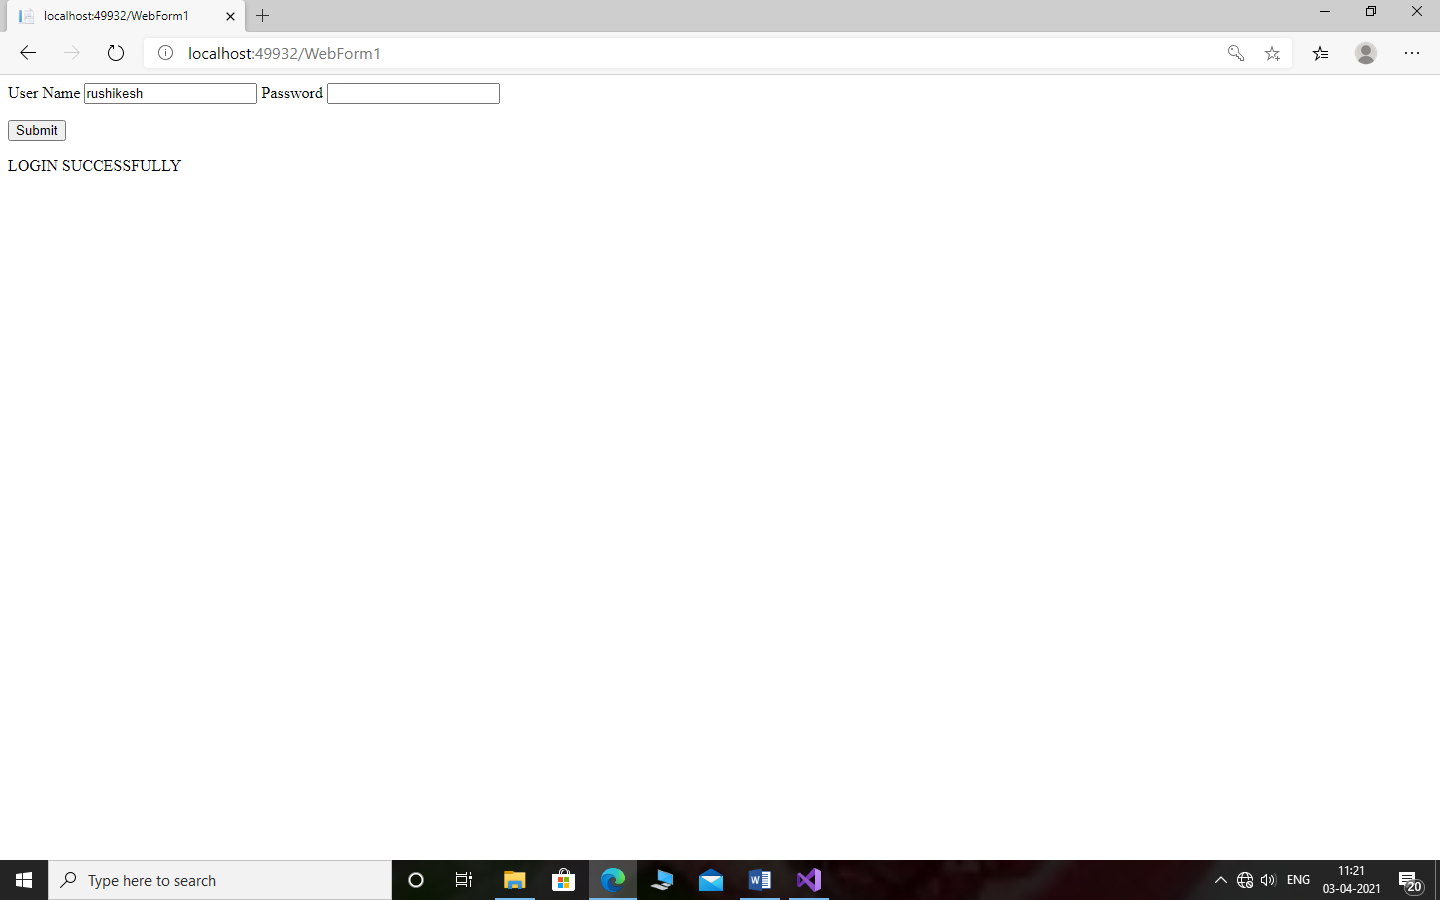 localhost:49932/WebForm1
localhost:49932/WebForm1
User Name rushikesh Password
Submit
LOGIN SUCCESSFULLY
Type here to search
ENG
11:21
03-04-2021
20